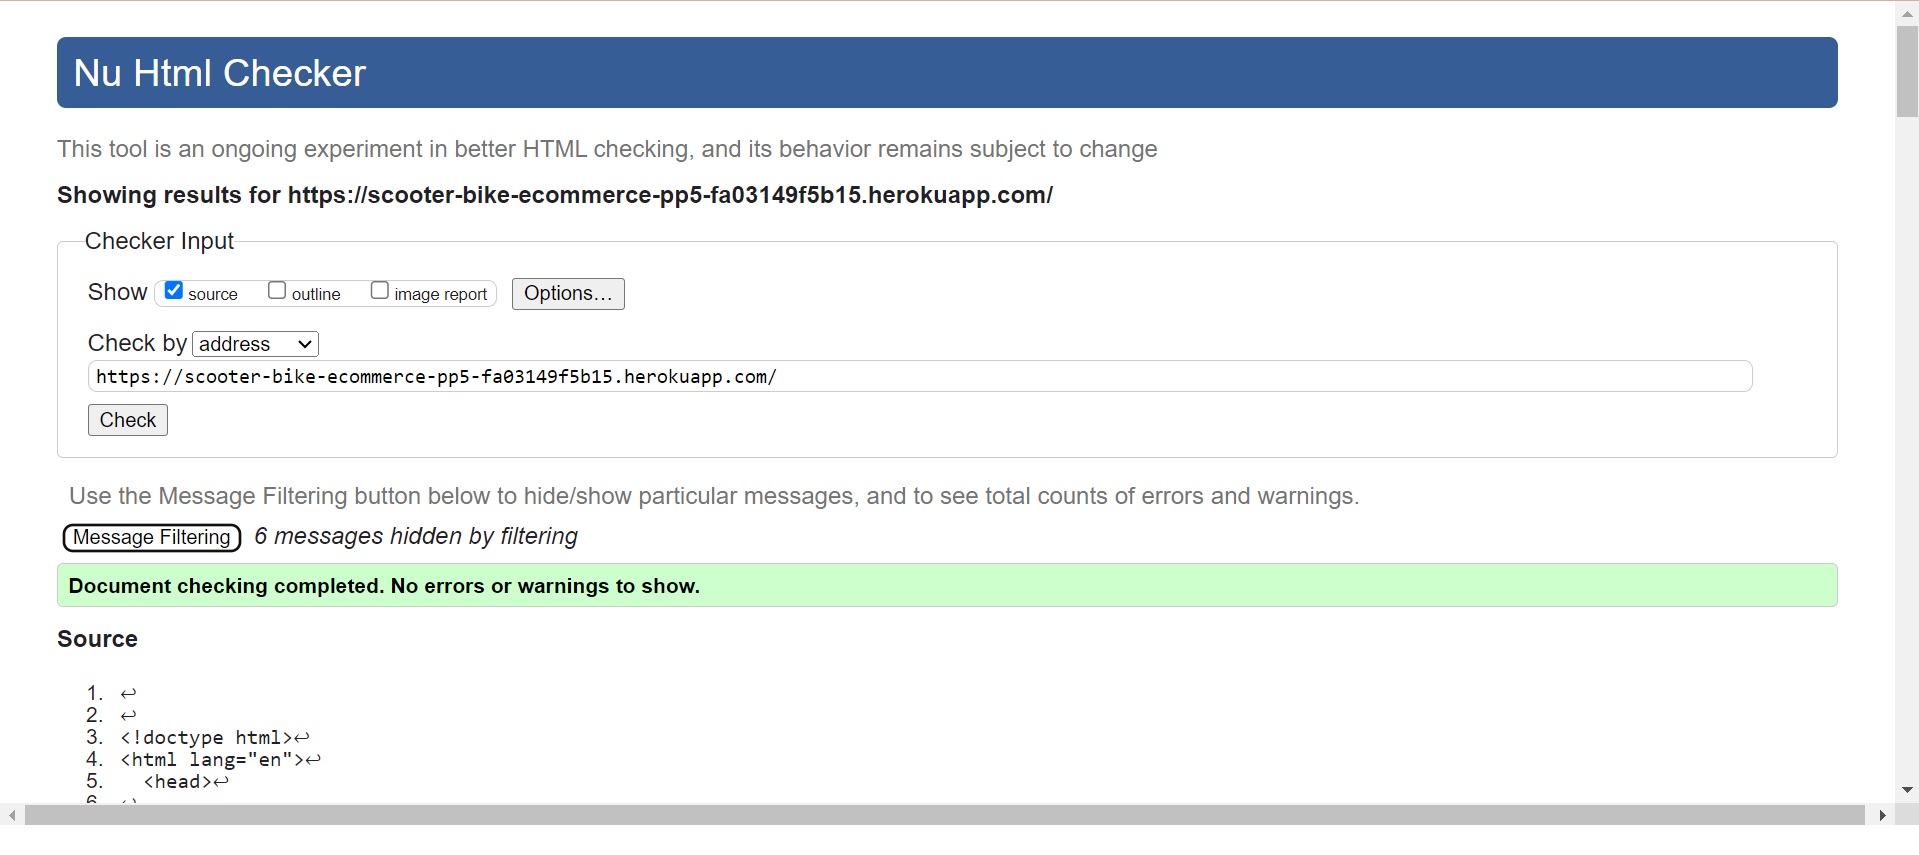 Nu Html Checker
This tool is an ongoing experiment in better HTML checking, and its behavior remains subject to change
Showing results for https://scooter-bike-ecommerce-pp5-fa03149f5b15.herokuapp.com/
Checker Input
Show source outline image report Options...
Check by address
https://scooter-bike-ecommerce-pp5-fa03149f5b15.herokuapp.com/
Check
Use the Message Filtering button below to hide/show particular messages, and to see total counts of errors and warnings.
Message Filtering 6 messages hidden by filtering
Document checking completed. No errors or warnings to show.
Source
1. ↩
2. ↩
3. <!doctype html>↩
4. <html lang="en">↩
5. <head>↩
6. ↩